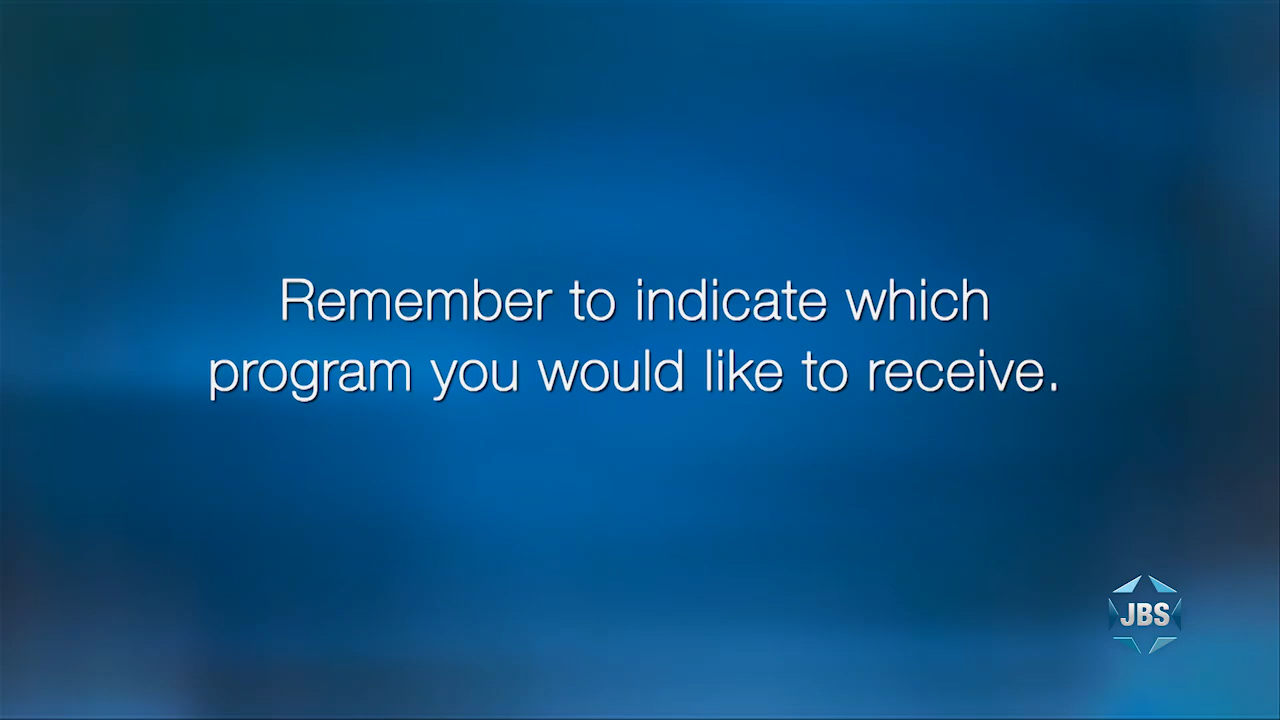 Remember to indicate which
program you would like to receive.
JBS